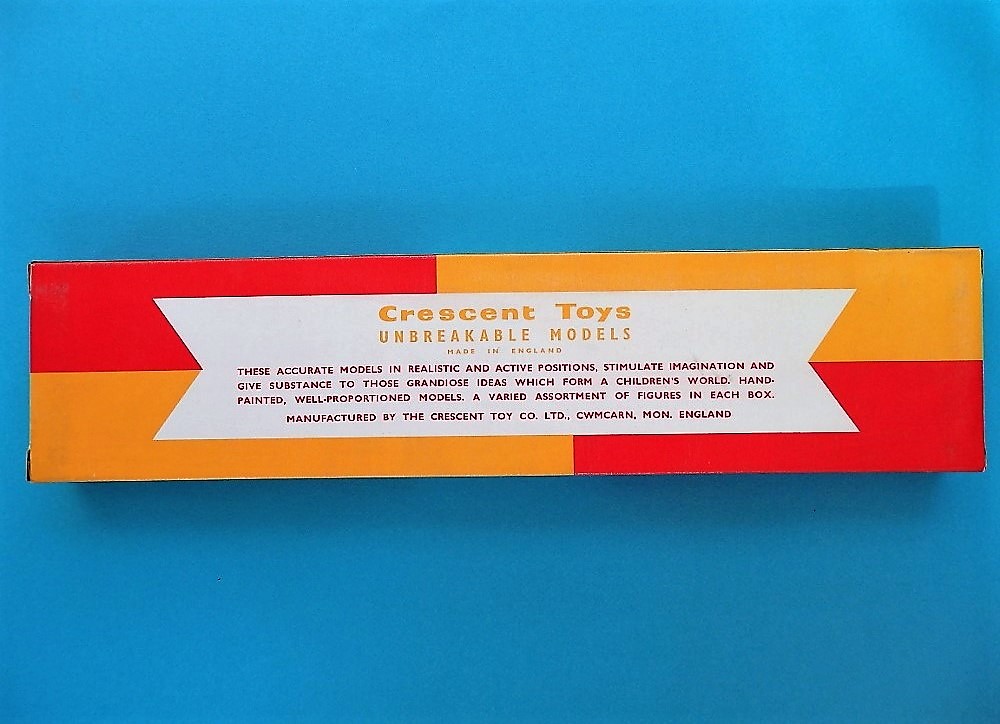 Crescent Toys
UNBREAKABLE MODELS
MADE IN ENGLAND
THESE ACCURATE MODELS IN REALISTIC AND ACTIVE POSITIONS, STIMULATE IMAGINATION AND
GIVE SUBSTANCE TO THOSE GRANDIOSE IDEAS WHICH FORM A CHILDREN'S WORLD. HAND-
PAINTED, WELL-PROPORTIONED MODELS. A VARIED ASSORTMENT OF FIGURES IN EACH BOX.
MANUFACTURED BY THE CRESCENT TOY CO. LTD., CWMCARN, MON. ENGLAND